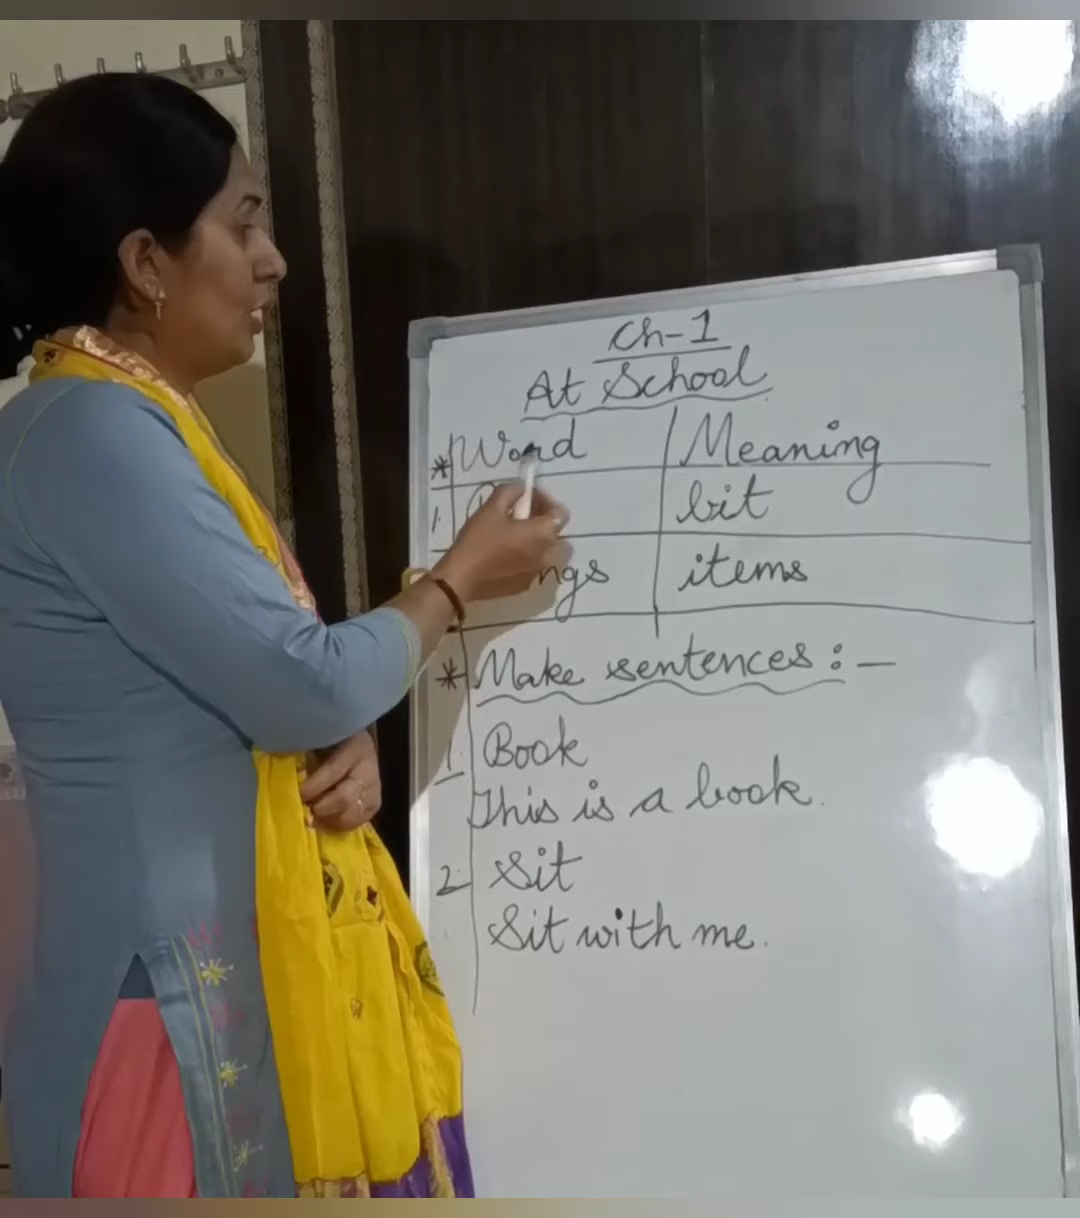 Ch-1
At School
* Word Meaning
1. bit
ngs items
* Make sentences :-
1. Book
This is a book.
2. Sit
Sit with me.